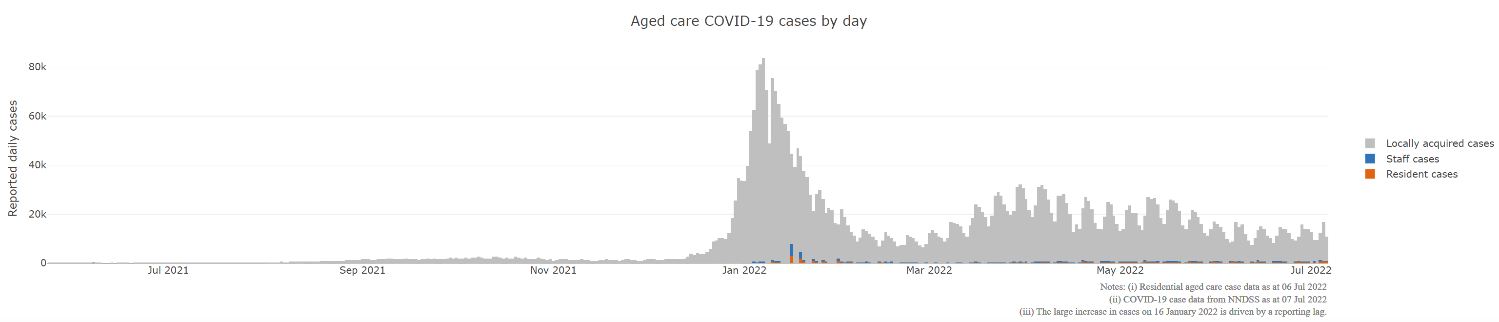 Aged care COVID-19 cases by day
Reported daily cases
80k
60k
40k
20k
0
Jul 2021
Sep 2021
Nov 2021
Jan 2022
Mar 2022
May 2022
Jul 2022
Locally acquired cases
Staff cases
Resident cases
Notes: (i) Residential aged care case data as at 06 Jul 2022
(ii) COVID-19 case data from NNDSS as at 07 Jul 2022
(iii) The large increase in cases on 16 January 2022 is driven by a reporting lag.